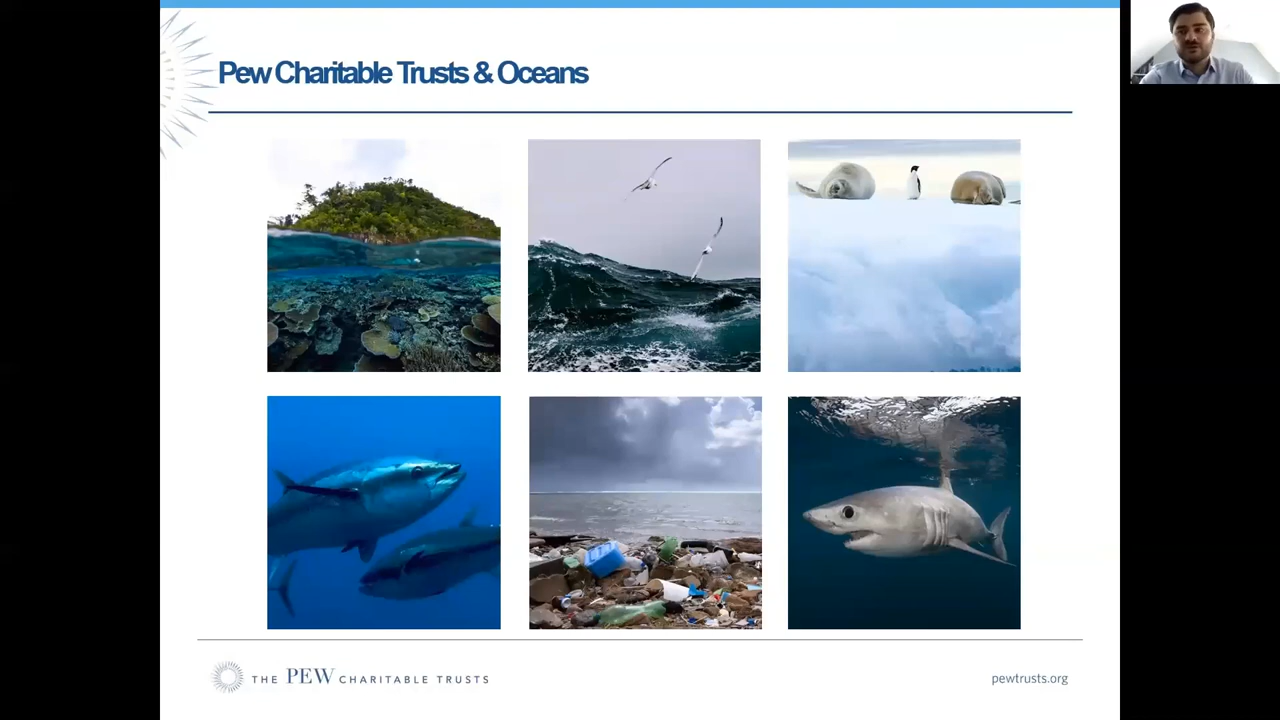 Pew Charitable Trusts & Oceans
THE PEW CHARITABLE TRUSTS
pewtrusts.org